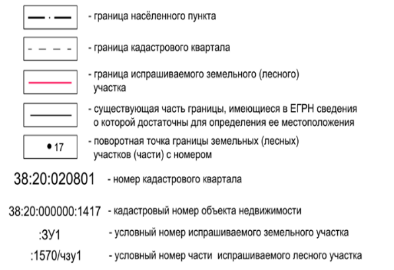 - граница населённого пункта
- граница кадастрового квартала
- граница испрашиваемого земельного (лесного)
участка
- существующая часть границы, имеющиеся в ЕГРН сведения
о которой достаточны для определения ее местоположения
17 - поворотная точка границы земельных (лесных)
участков (части) с номером
38:20:020801 - номер кадастрового квартала
38:20:000000:1417 - кадастровый номер объекта недвижимости
:ЗУ1 - условный номер испрашиваемого земельного участка
:1570/чзу1 - условный номер части испрашиваемого лесного участка